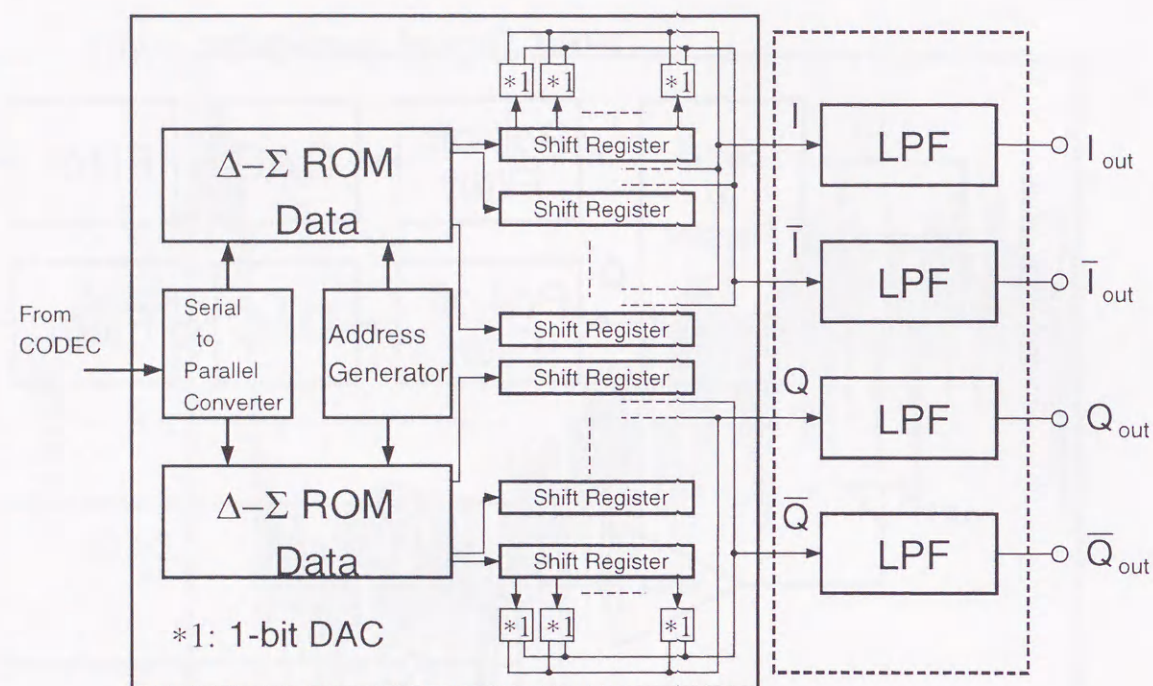 *1 *1 *1
Δ–Σ ROM
Data
Shift Register
Shift Register
I
LPF
I out
I̅
LPF
I̅ out
From
CODEC
Serial
to
Parallel
Converter
Address
Generator
Shift Register
Shift Register
Q
LPF
Q out
Δ–Σ ROM
Data
Shift Register
Shift Register
Q̅
LPF
Q̅ out
*1 *1 *1
*1: 1-bit DAC